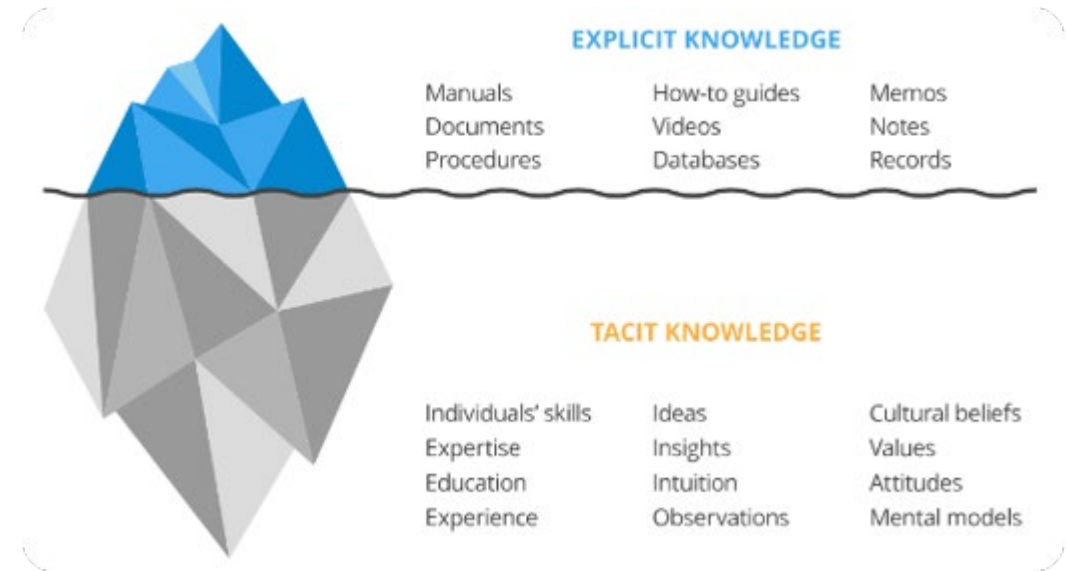 EXPLICIT KNOWLEDGE
Manuals How-to guides Memos
Documents Videos Notes
Procedures Databases Records
TACIT KNOWLEDGE
Individuals’ skills Ideas Cultural beliefs
Expertise Insights Values
Education Intuition Attitudes
Experience Observations Mental models